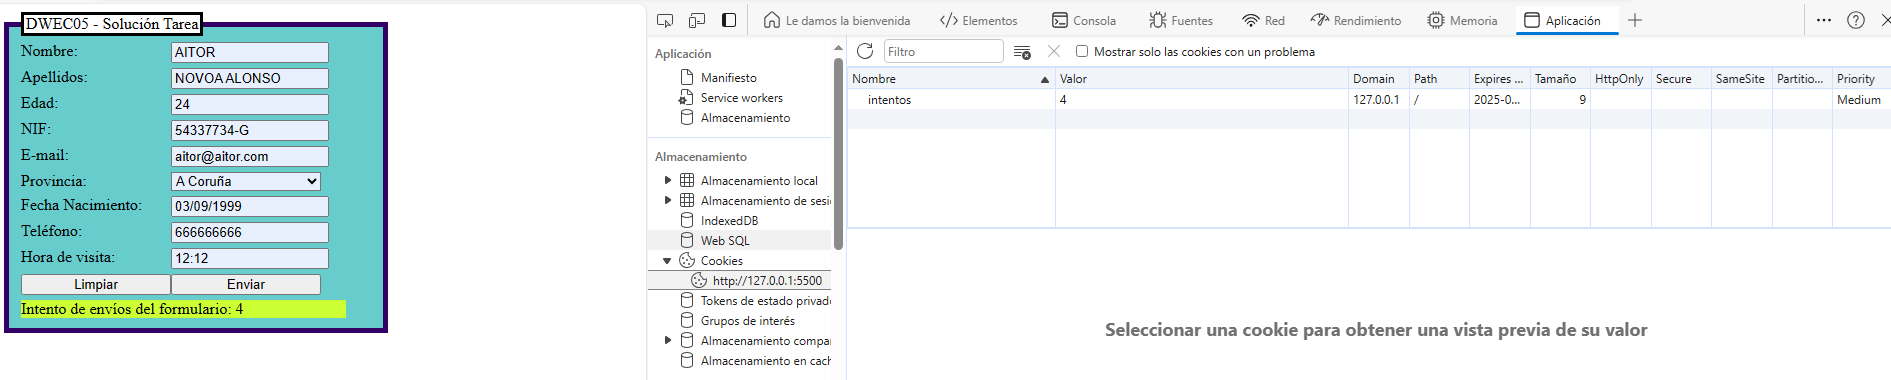 DWEC05 - Solución Tarea
Nombre: AITOR
Apellidos: NOVOA ALONSO
Edad: 24
NIF: 54337734-G
E-mail: aitor@aitor.com
Provincia: A Coruña
Fecha Nacimiento: 03/09/1999
Teléfono: 666666666
Hora de visita: 12:12
Limpiar Enviar
Intento de envíos del formulario: 4
Le damos la bienvenida Elementos Consola Fuentes Red Rendimiento Memoria Aplicación
Aplicación
Manifiesto
Service workers
Almacenamiento
Almacenamiento
Almacenamiento local
Almacenamiento de sesi
IndexedDB
Web SQL
Cookies
http://127.0.0.1:5500
Tokens de estado privado
Grupos de interés
Almacenamiento compar
Almacenamiento en cach
Filtro Mostrar solo las cookies con un problema
Nombre Valor Domain Path Expires ... Tamaño HttpOnly Secure SameSite Partitio... Priority
intentos 4 127.0.0.1 / 2025-0... 9 Medium
Seleccionar una cookie para obtener una vista previa de su valor